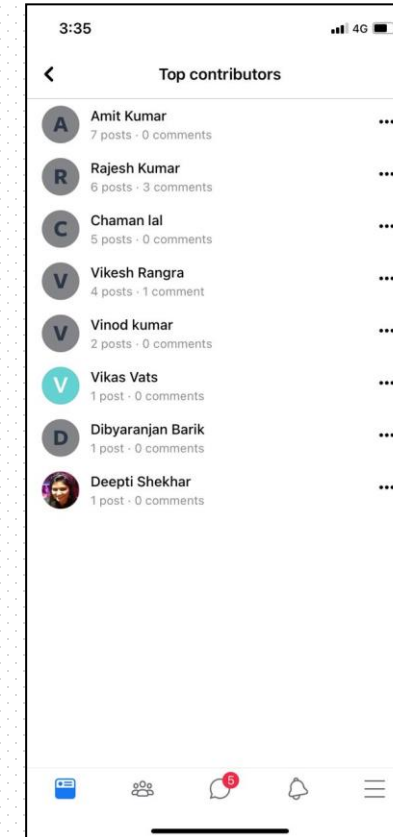 3:35 4G
Top contributors
A
Amit Kumar
7 posts · 0 comments
R
Rajesh Kumar
6 posts · 3 comments
C
Chaman lal
5 posts · 0 comments
V
Vikesh Rangra
4 posts · 1 comment
V
Vinod kumar
2 posts · 0 comments
V
Vikas Vats
1 post · 0 comments
D
Dibyaranjan Barik
1 post · 0 comments
Deepti Shekhar
1 post · 0 comments
5